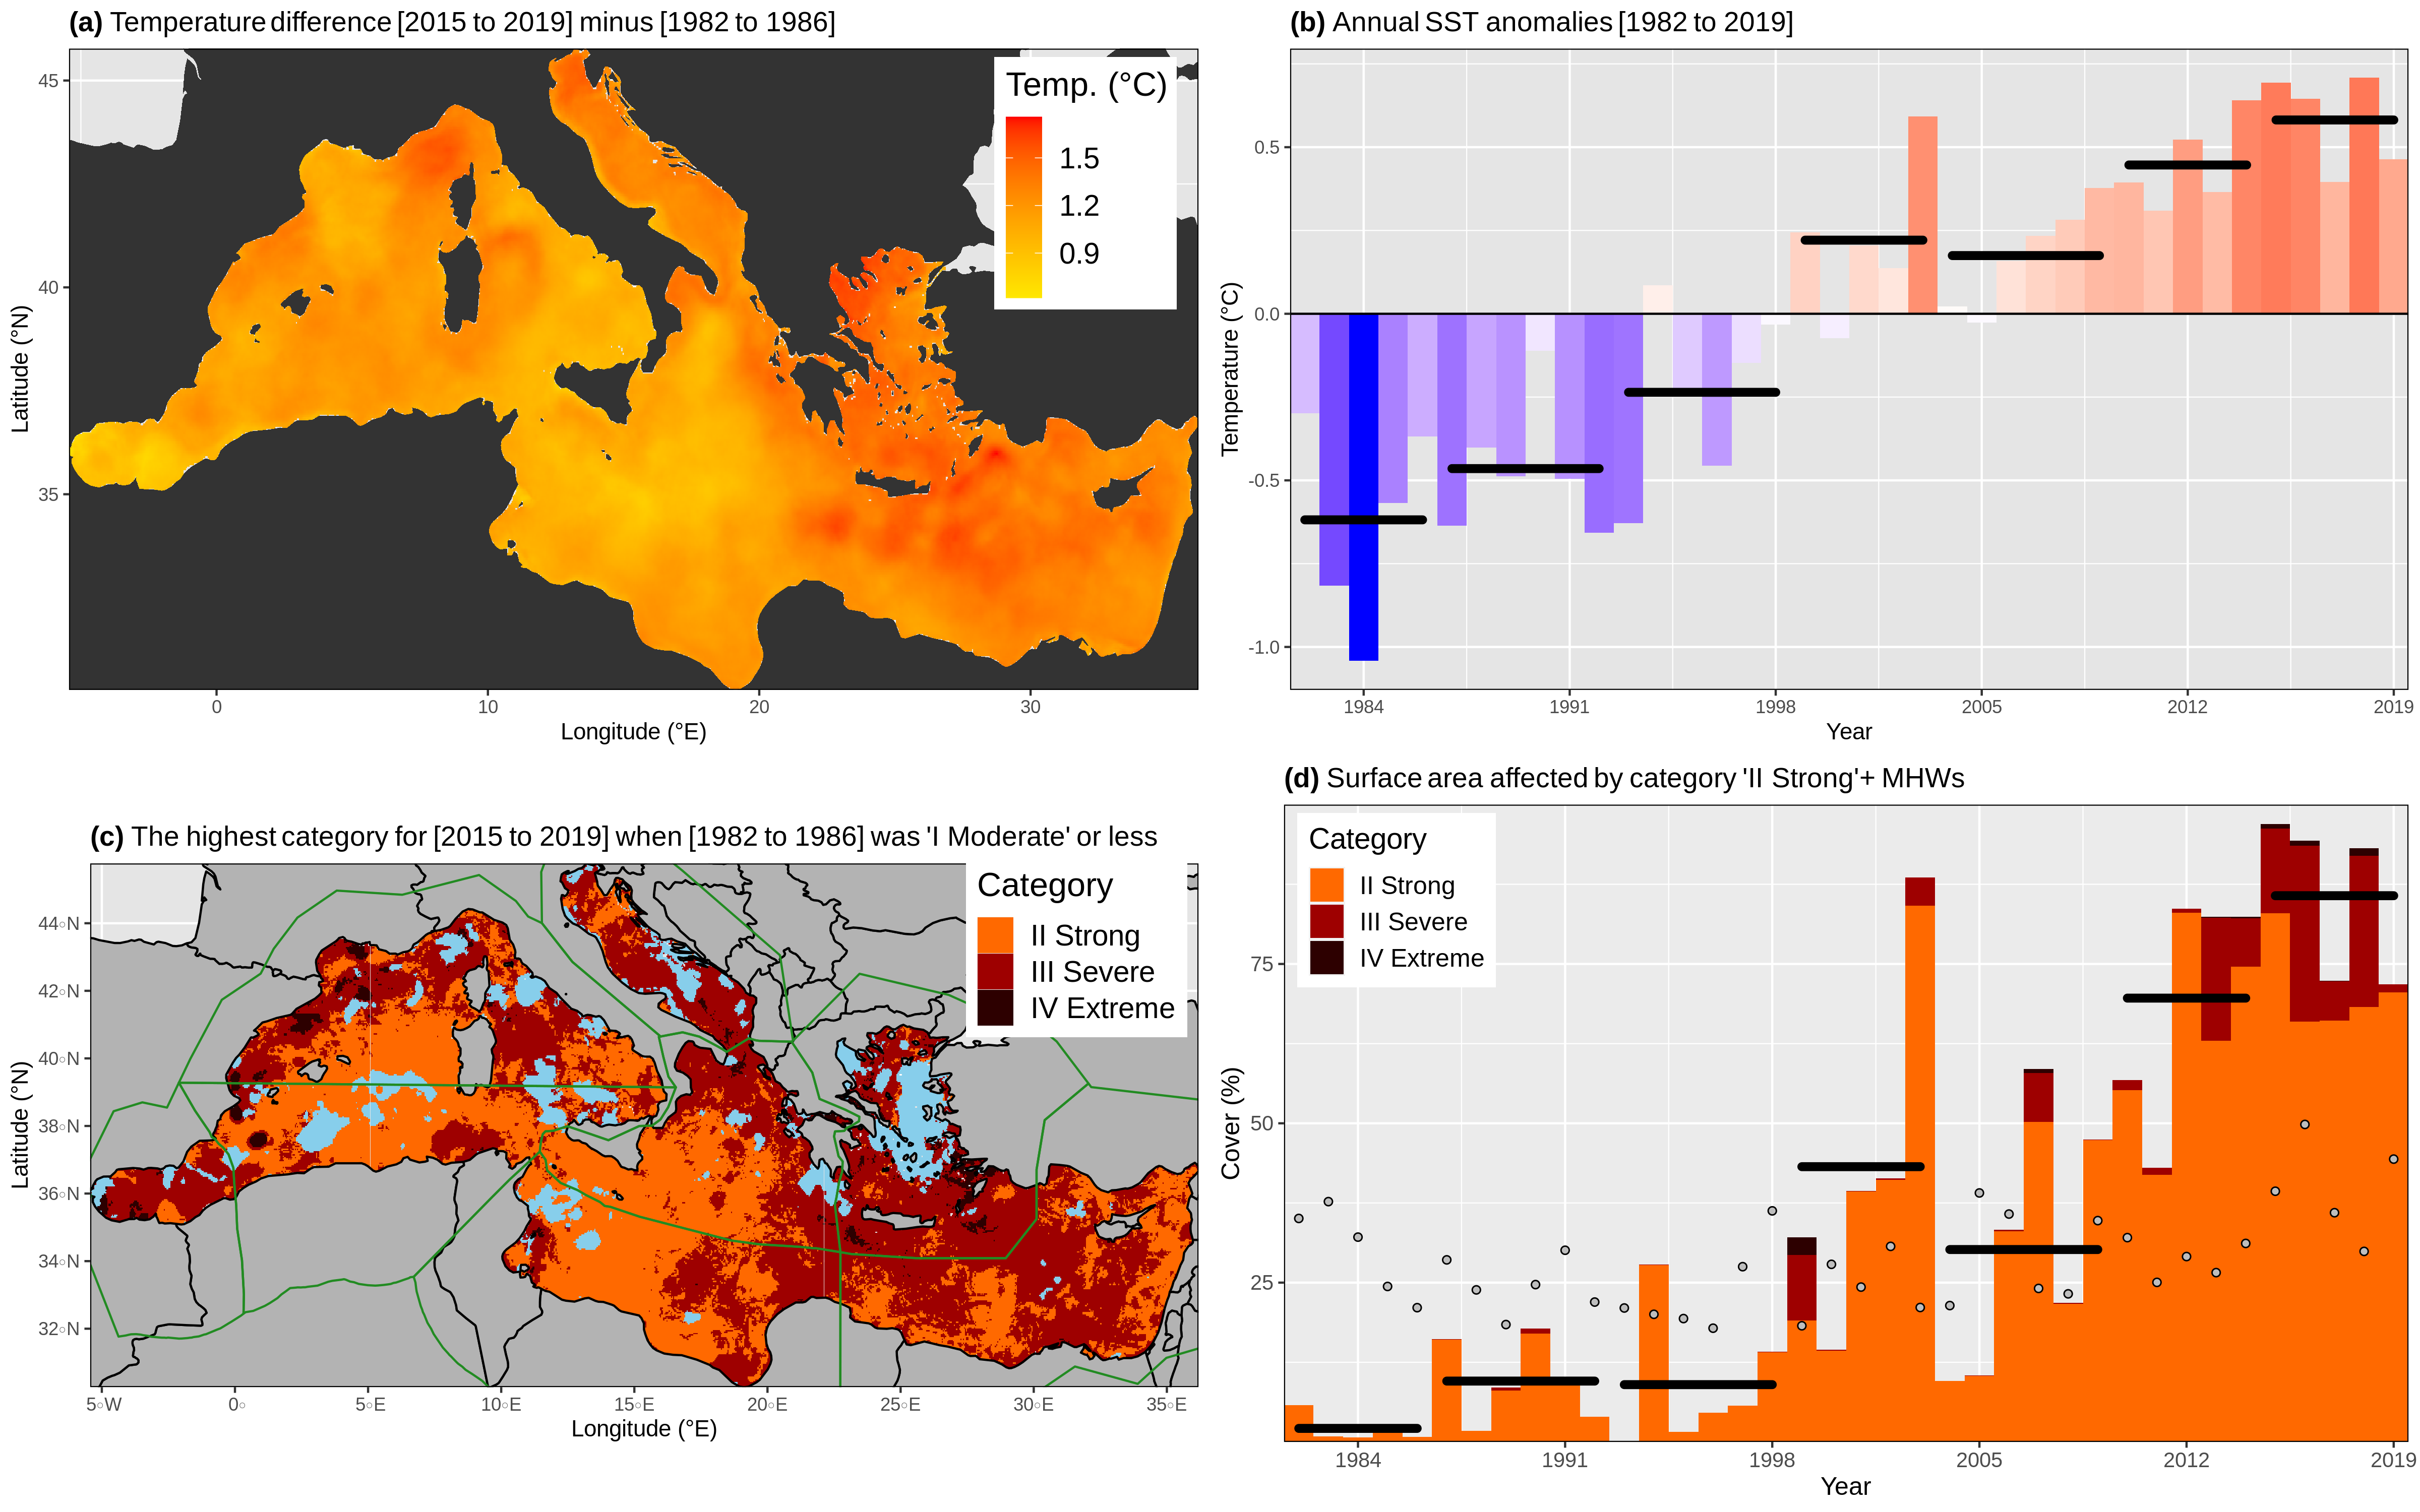 (a) Temperature difference [2015 to 2019] minus [1982 to 1986]
Temp. (°C)
1.5
1.2
0.9
45
40
35
Latitude (°N)
0
10
20
30
Longitude (°E)
(b) Annual SST anomalies [1982 to 2019]
0.5
0.0
-0.5
-1.0
Temperature (°C)
1984
1991
1998
2005
2012
2019
Year
(c) The highest category for [2015 to 2019] when [1982 to 1986] was 'I Moderate' or less
Category
II Strong
III Severe
IV Extreme
44◦N
42◦N
40◦N
38◦N
36◦N
34◦N
32◦N
Latitude (°N)
5◦W
0◦
5◦E
10◦E
15◦E
20◦E
25◦E
30◦E
35◦E
Longitude (°E)
(d) Surface area affected by category 'II Strong'+ MHWs
Category
II Strong
III Severe
IV Extreme
75
50
25
Cover (%)
1984
1991
1998
2005
2012
2019
Year